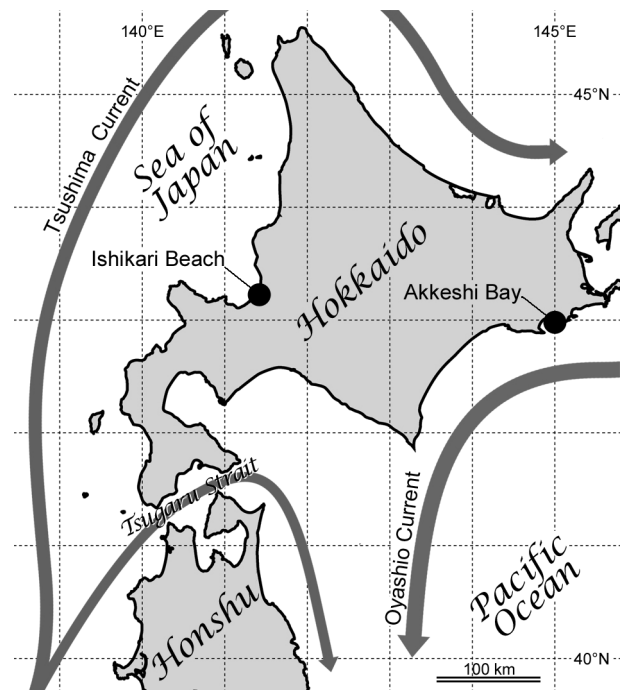 140°E
145°E
45°N
Tsushima Current
Sea of
Japan
Ishikari Beach
Hokkaido
Akkeshi Bay
Tsugaru Strait
Oyashio Current
Pacific
Ocean
Honshu
40°N
100 km